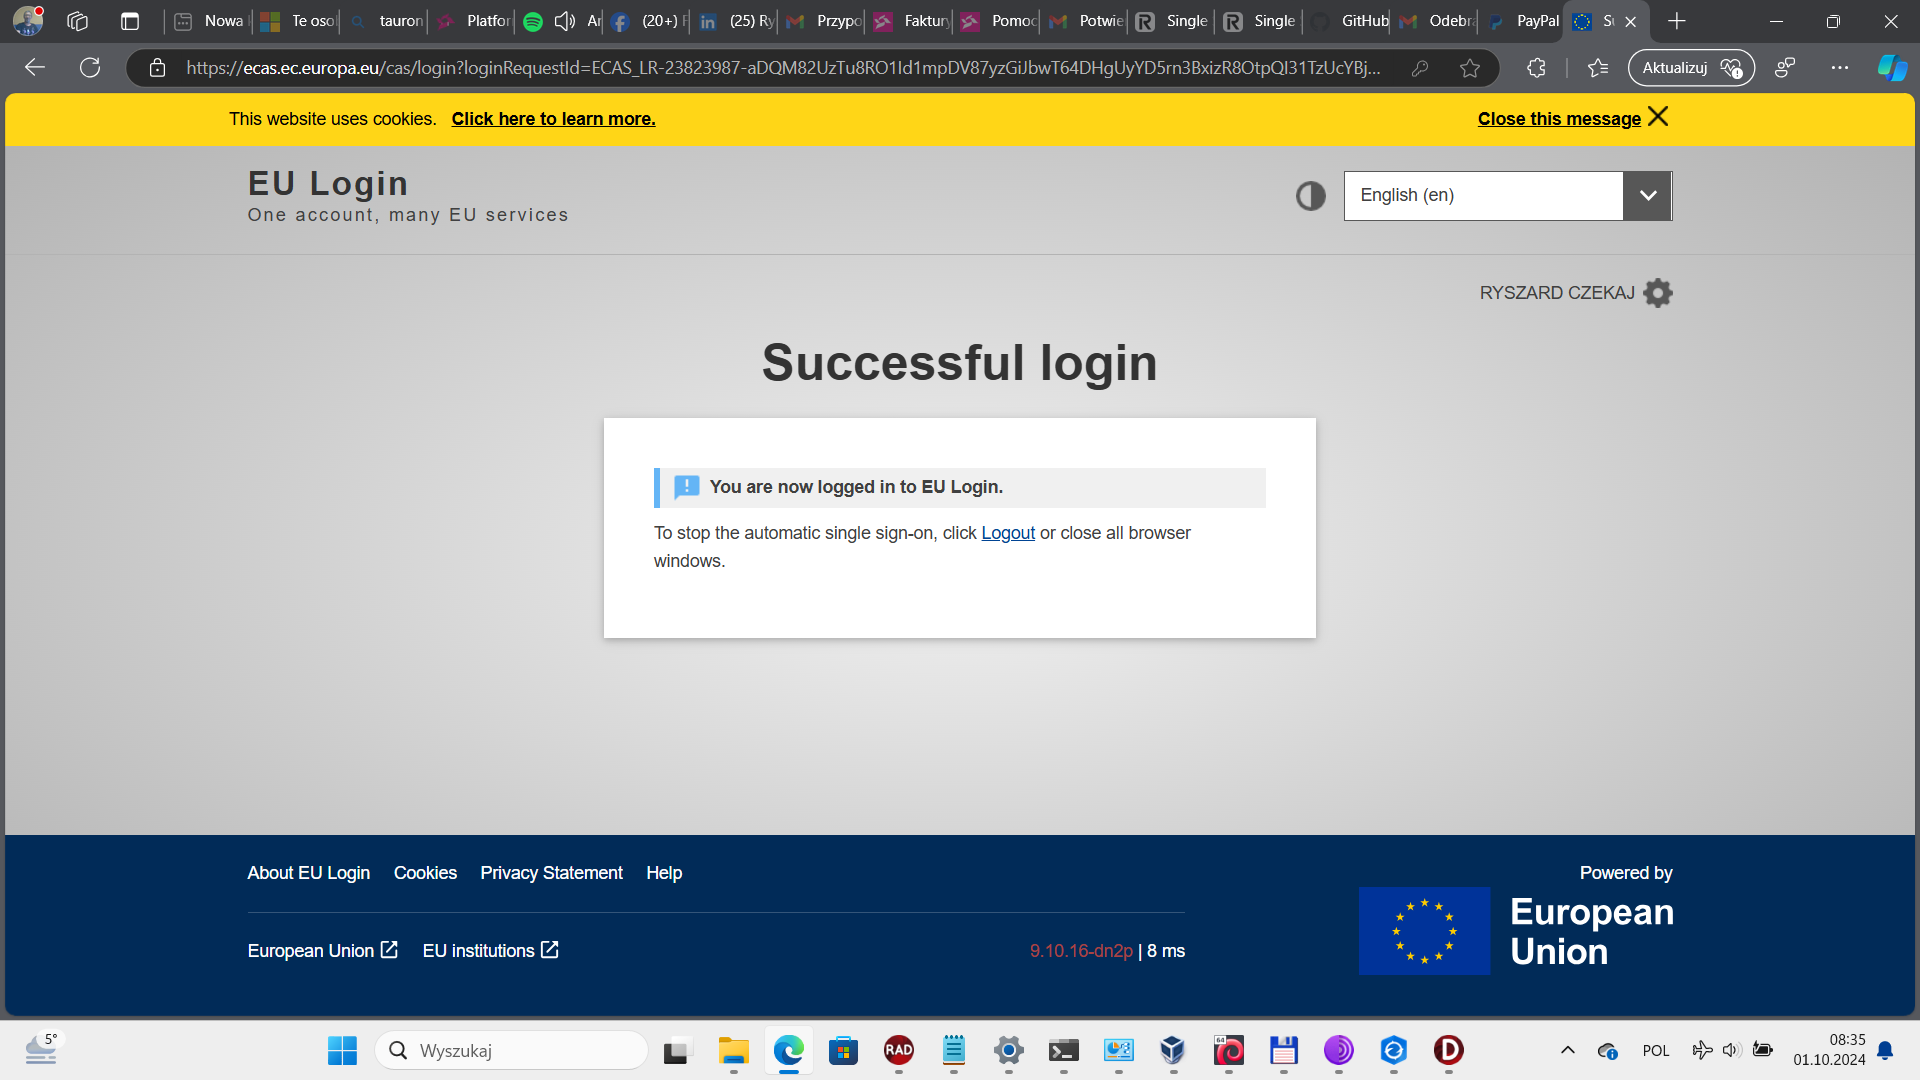 Nowa
Te oso
tauron
Platfor
(20+) F
(25) Ry
Przypo
Faktury
Pomoc
Potwie
Single
Single
GitHub
Odebra
PayPal
https://ecas.ec.europa.eu/cas/login?loginRequestId=ECAS_LR-23823987-aDQM82UzTu8RO1Id1mpDV87yzGiJbwT64DHgUyYD5rn3BxizR8OtpQI31TzUcYBj...
Aktualizuj
This website uses cookies. Click here to learn more.
Close this message
EU Login
One account, many EU services
English (en)
RYSZARD CZEKAJ
Successful login
You are now logged in to EU Login.
To stop the automatic single sign-on, click Logout or close all browser
windows.
About EU Login Cookies Privacy Statement Help
Powered by
European
Union
European Union EU institutions
9.10.16-dn2p | 8 ms
5°
Wyszukaj
RAD
64
POL
08:35
01.10.2024